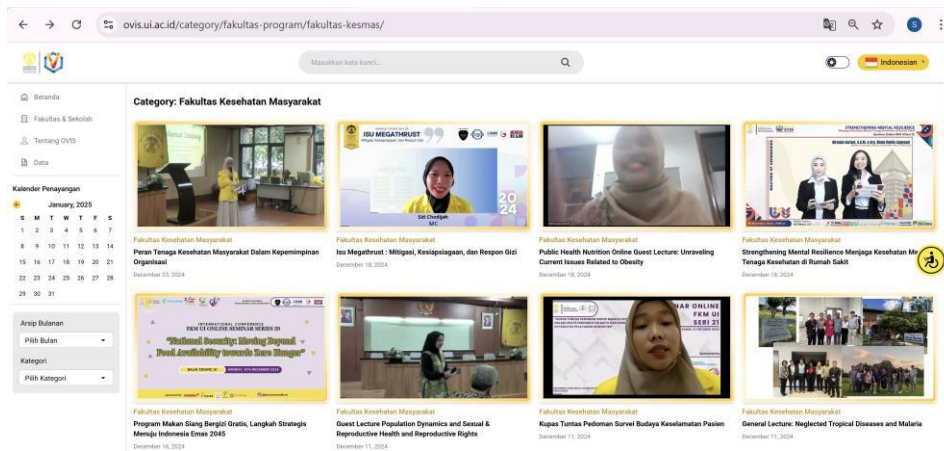 ovis.ui.ac.id/category/fakultas-program/fakultas-kesmas/
S
Masukkan kata kunci...
Indonesian
Beranda
Fakultas & Sekolah
Tentang OVIS
Data
Kalender Penayangan
January, 2025
S M T W T F S
1 2 3 4 5 6 7
8 9 10 11 12 13 14
15 16 17 18 19 20 21
22 23 24 25 26 27 28
29 30 31
Arsip Bulanan
Pilih Bulan
Kategori
Pilih Kategori
Category: Fakultas Kesehatan Masyarakat
Fakultas Kesehatan Masyarakat
Peran Tenaga Kesehatan Masyarakat Dalam Kepemimpinan
Organisasi
December 23, 2024
ISU MEGATHRUST
Mitigasi, Kesiapsiagaan, dan Respon Gizi
Siti Chodijah
MC
20
24
Fakultas Kesehatan Masyarakat
Isu Megathrust : Mitigasi, Kesiapsiagaan, dan Respon Gizi
December 18, 2024
Fakultas Kesehatan Masyarakat
Public Health Nutrition Online Guest Lecture: Unraveling
Current Issues Related to Obesity
December 18, 2024
STRENGTHENING MENTAL RESILIENCE
Fakultas Kesehatan Masyarakat
Strengthening Mental Resilience Menjaga Kesehatan Me
Tenaga Kesehatan di Rumah Sakit
December 18, 2024
INTERNATIONAL CONFERENCE
FKM UI ONLINE SEMINAR SERIES 20
"National Security: Moving Beyond
Food Availability towards Zero Hunger"
Fakultas Kesehatan Masyarakat
Program Makan Siang Bergizi Gratis, Langkah Strategis
Menuju Indonesia Emas 2045
December 16, 2024
Fakultas Kesehatan Masyarakat
Guest Lecture Population Dynamics and Sexual &
Reproductive Health and Reproductive Rights
December 11, 2024
NAR ONLINE
FKM UI
SERI 21
Fakultas Kesehatan Masyarakat
Kupas Tuntas Pedoman Survei Budaya Keselamatan Pasien
December 11, 2024
Fakultas Kesehatan Masyarakat
General Lecture: Neglected Tropical Diseases and Malaria
December 11, 2024